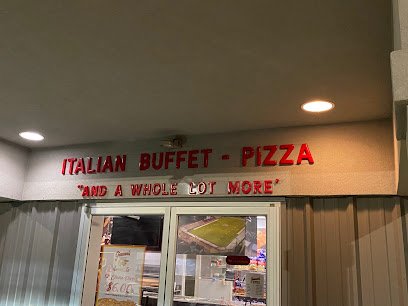 ITALIAN BUFFET - PIZZA
"AND A WHOLE LOT MORE"